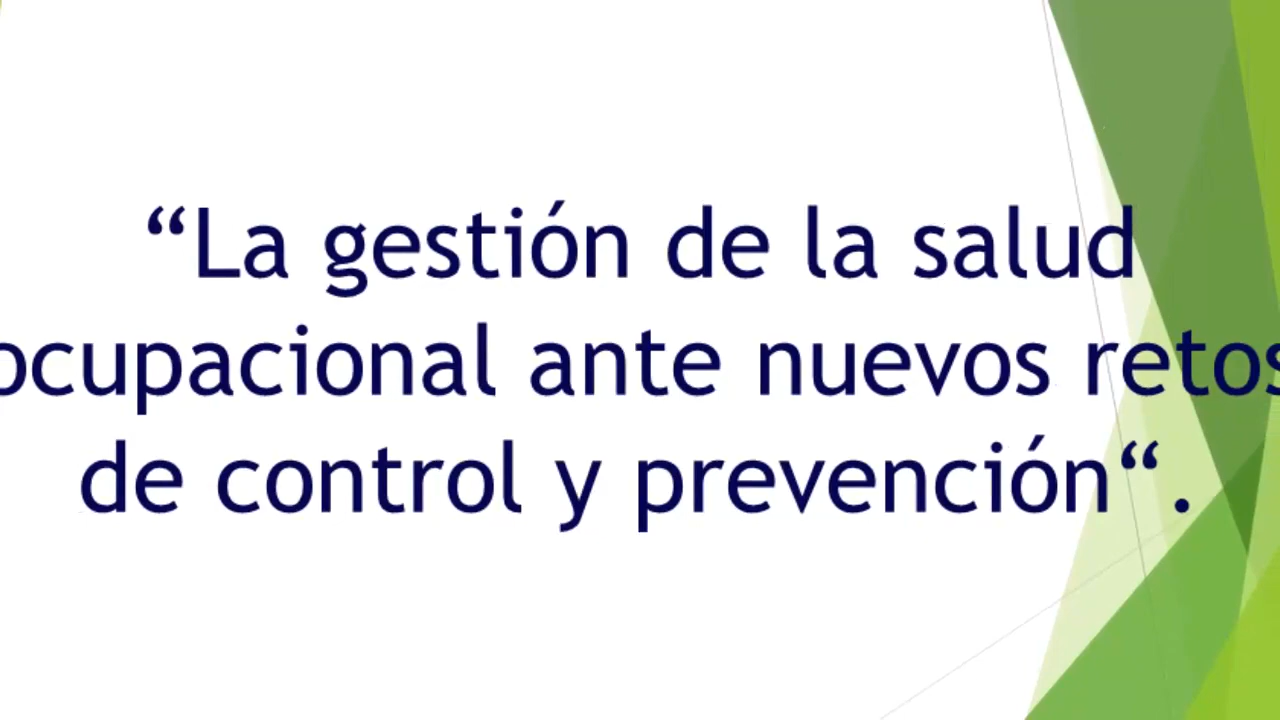 “La gestión de la salud
ocupacional ante nuevos retos
de control y prevención“.